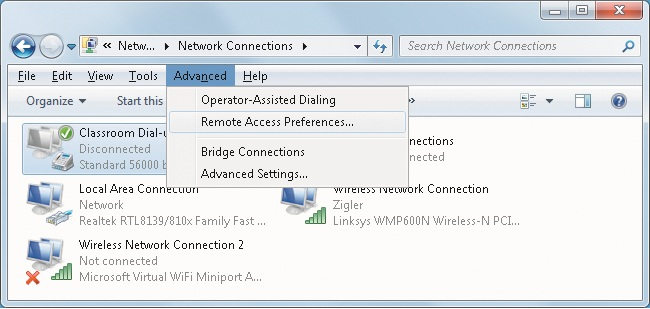 Netw... Network Connections
Search Network Connections
File Edit View Tools Advanced Help
Organize Start this
Operator-Assisted Dialing
Remote Access Preferences...
Bridge Connections
Advanced Settings...
Classroom Dial-u
Disconnected
Standard 56000 b
onnections
nnected
Local Area Connection
Network
Realtek RTL8139/810x Family Fast ...
Wireless Network Connection
Zigler
Linksys WMP600N Wireless-N PCI...
Wireless Network Connection 2
Not connected
Microsoft Virtual WiFi Miniport A...